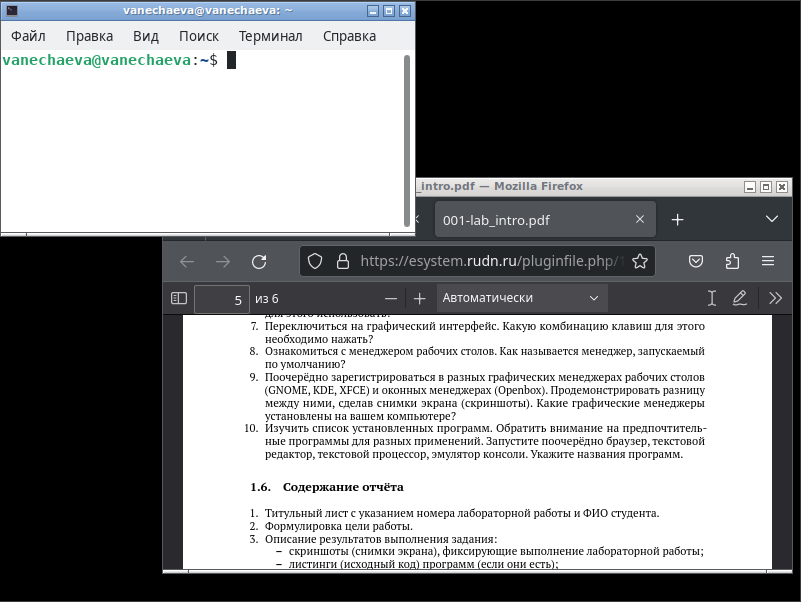 vanechaeva@vanechaeva: ~
Файл Правка Вид Поиск Терминал Справка
vanechaeva@vanechaeva:~$
_intro.pdf — Mozilla Firefox
001-lab_intro.pdf
https://esystem.rudn.ru/pluginfile.php/
5 из 6 Автоматически
для этого использовать?
7. Переключиться на графический интерфейс. Какую комбинацию клавиш для этого
необходимо нажать?
8. Ознакомиться с менеджером рабочих столов. Как называется менеджер, запускаемый
по умолчанию?
9. Поочерёдно зарегистрироваться в разных графических менеджерах рабочих столов
(GNOME, KDE, XFCE) и оконных менеджерах (Openbox). Продемонстрировать разницу
между ними, сделав снимки экрана (скриншоты). Какие графические менеджеры
установлены на вашем компьютере?
10. Изучить список установленных программ. Обратить внимание на предпочтитель-
ные программы для разных применений. Запустите поочерёдно браузер, текстовой
редактор, текстовой процессор, эмулятор консоли. Укажите названия программ.
1.6. Содержание отчёта
1. Титульный лист с указанием номера лабораторной работы и ФИО студента.
2. Формулировка цели работы.
3. Описание результатов выполнения задания:
– скриншоты (снимки экрана), фиксирующие выполнение лабораторной работы;
– листинги (исходный код) программ (если они есть);